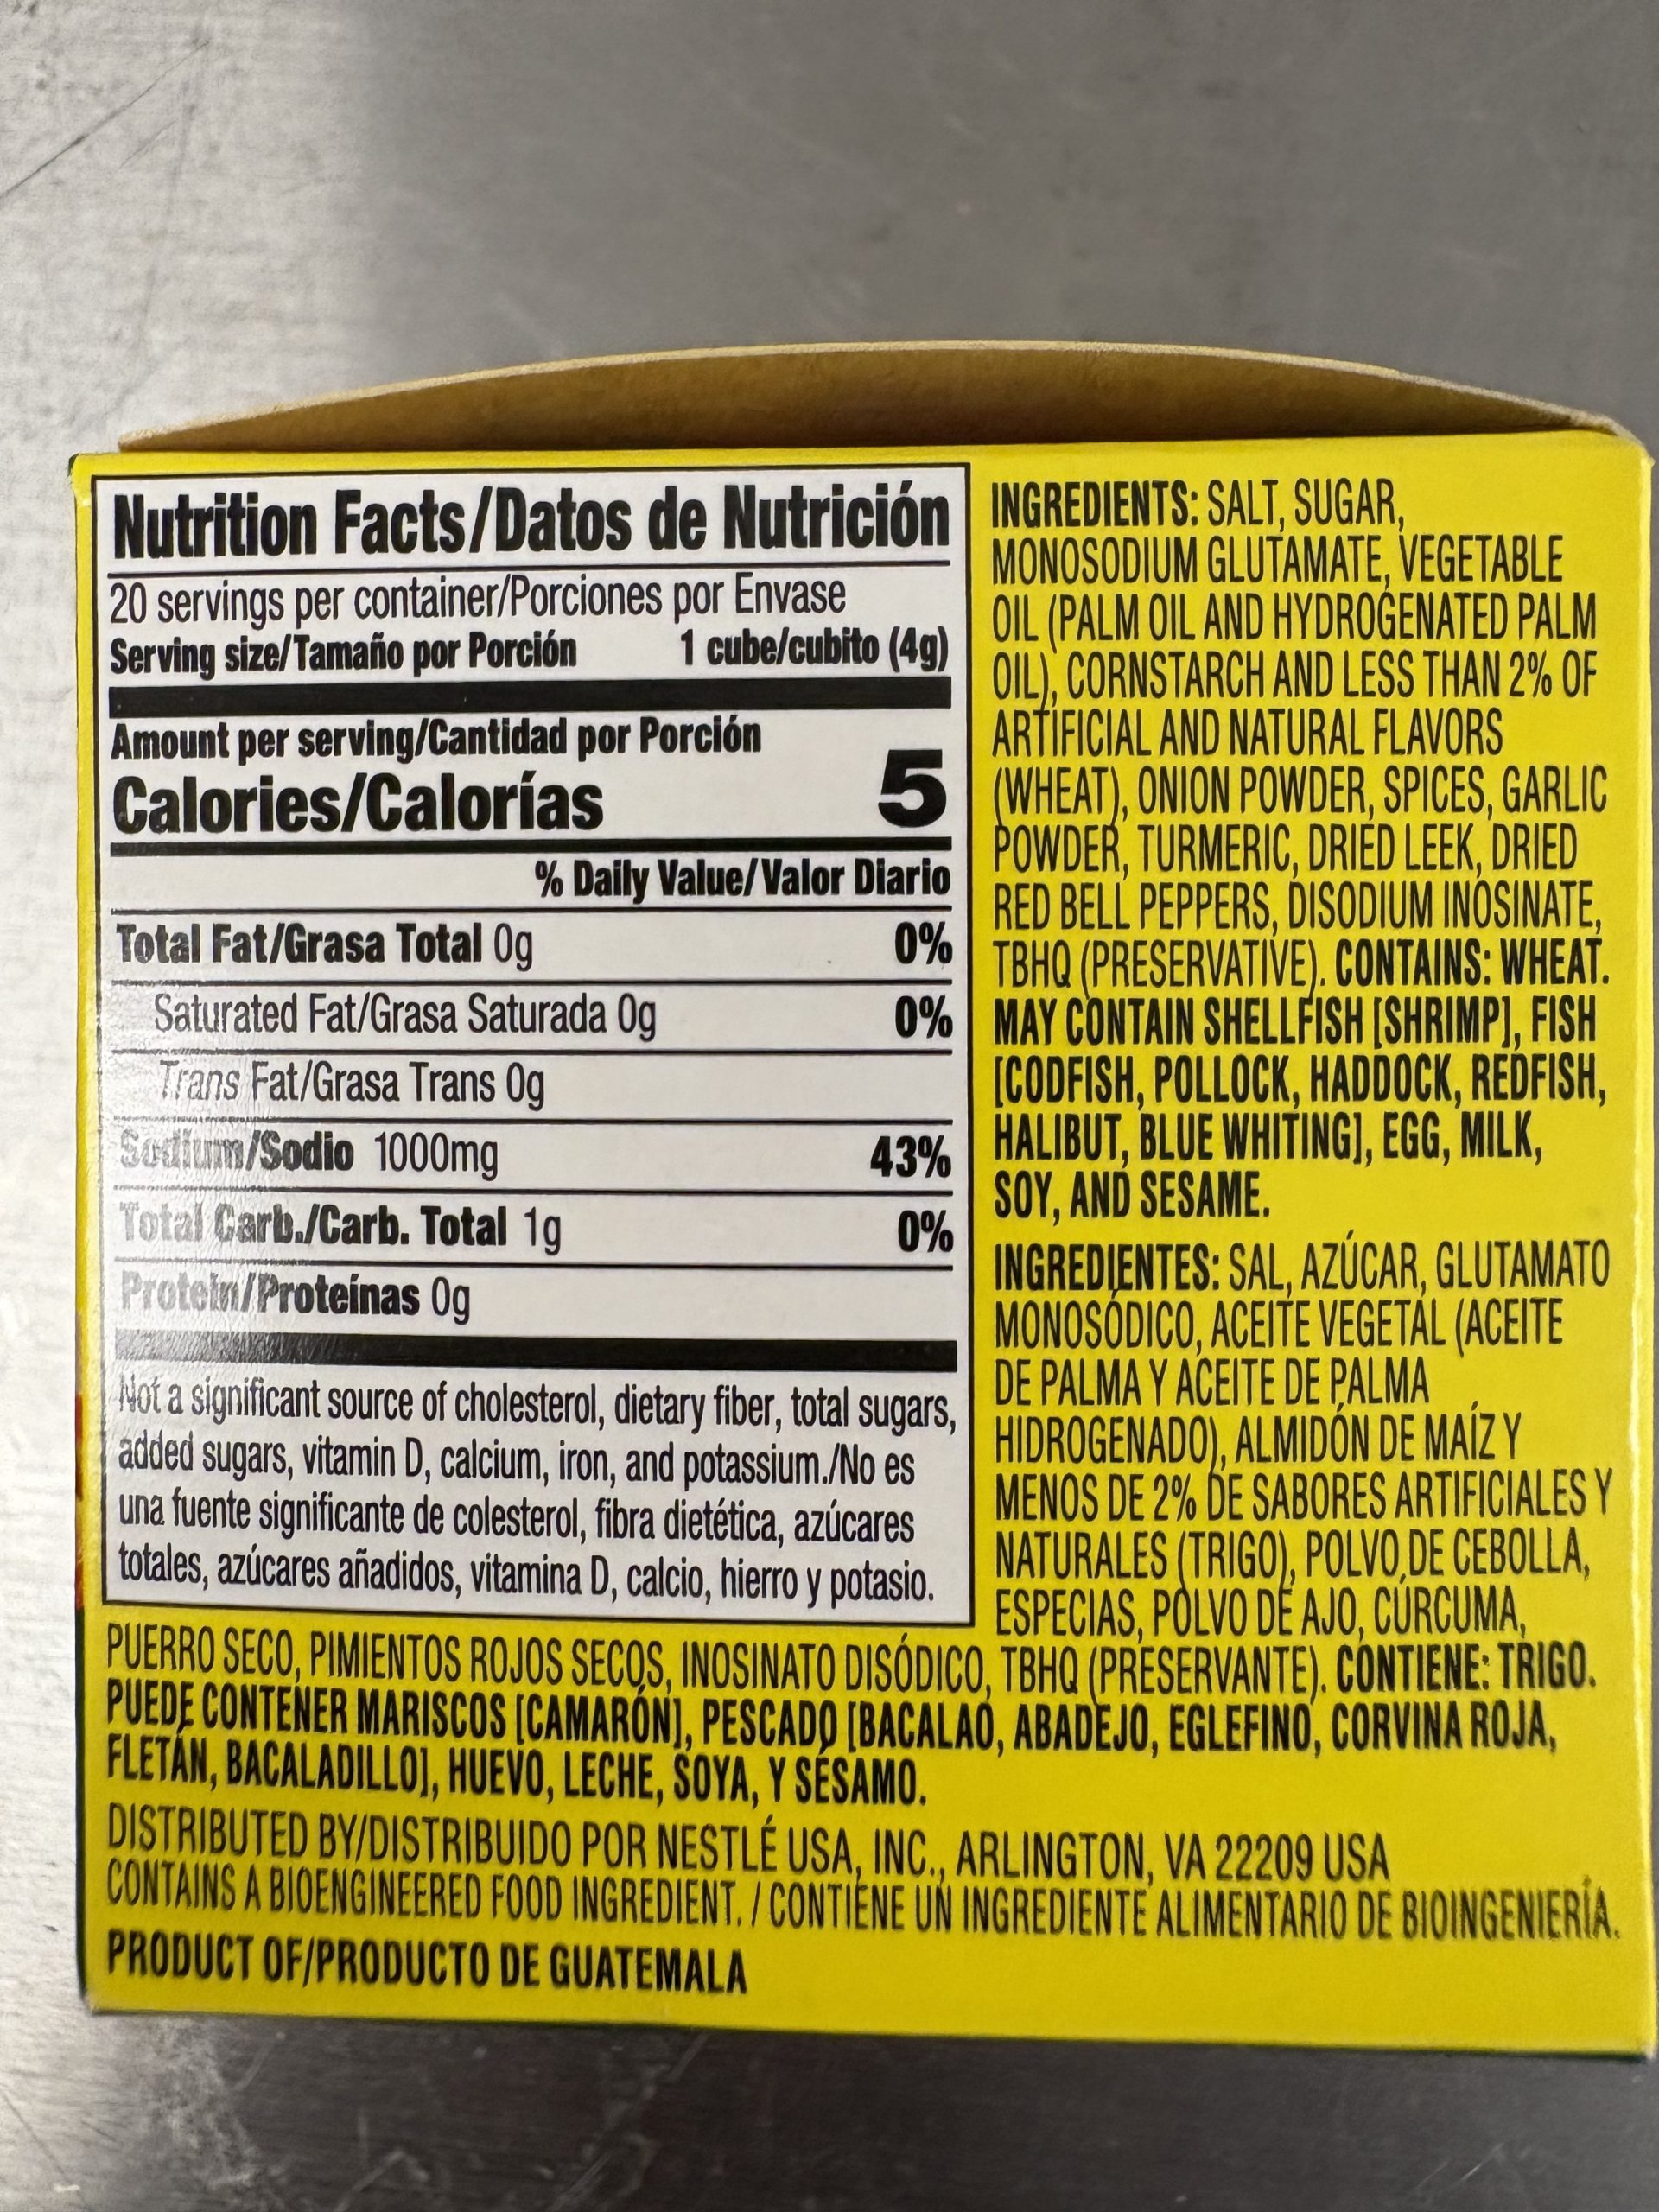 Nutrition Facts/Datos de Nutrición
20 servings per container/Porciones por Envase
Serving size/Tamaño por Porción 1 cube/cubito (4g)
Amount per serving/Cantidad por Porción
Calories/Calorías 5
% Daily Value/Valor Diario
Total Fat/Grasa Total 0g 0%
Saturated Fat/Grasa Saturada 0g 0%
Trans Fat/Grasa Trans 0g
Sodium/Sodio 1000mg 43%
Total Carb./Carb. Total 1g 0%
Protein/Proteínas 0g
Not a significant source of cholesterol, dietary fiber, total sugars,
added sugars, vitamin D, calcium, iron, and potassium./No es
una fuente significante de colesterol, fibra dietética, azúcares
totales, azúcares añadidos, vitamina D, calcio, hierro y potasio.
INGREDIENTS: SALT, SUGAR,
MONOSODIUM GLUTAMATE, VEGETABLE
OIL (PALM OIL AND HYDROGENATED PALM
OIL), CORNSTARCH AND LESS THAN 2% OF
ARTIFICIAL AND NATURAL FLAVORS
(WHEAT), ONION POWDER, SPICES, GARLIC
POWDER, TURMERIC, DRIED LEEK, DRIED
RED BELL PEPPERS, DISODIUM INOSINATE,
TBHQ (PRESERVATIVE). CONTAINS: WHEAT.
MAY CONTAIN SHELLFISH [SHRIMP], FISH
[CODFISH, POLLOCK, HADDOCK, REDFISH,
HALIBUT, BLUE WHITING], EGG, MILK,
SOY, AND SESAME.
INGREDIENTES: SAL, AZÚCAR, GLUTAMATO
MONOSÓDICO, ACEITE VEGETAL (ACEITE
DE PALMA Y ACEITE DE PALMA
HIDROGENADO), ALMIDÓN DE MAÍZ Y
MENOS DE 2% DE SABORES ARTIFICIALES Y
NATURALES (TRIGO), POLVO DE CEBOLLA,
ESPECIAS, POLVO DE AJO, CÚRCUMA,
PUERRO SECO, PIMIENTOS ROJOS SECOS, INOSINATO DISÓDICO, TBHQ (PRESERVANTE). CONTIENE: TRIGO.
PUEDE CONTENER MARISCOS [CAMARÓN], PESCADO [BACALAO, ABADEJO, EGLEFINO, CORVINA ROJA,
FLETÁN, BACALADILLO], HUEVO, LECHE, SOYA, Y SÉSAMO.
DISTRIBUTED BY/DISTRIBUIDO POR NESTLÉ USA, INC., ARLINGTON, VA 22209 USA
CONTAINS A BIOENGINEERED FOOD INGREDIENT. / CONTIENE UN INGREDIENTE ALIMENTARIO DE BIOINGENIERÍA.
PRODUCT OF/PRODUCTO DE GUATEMALA